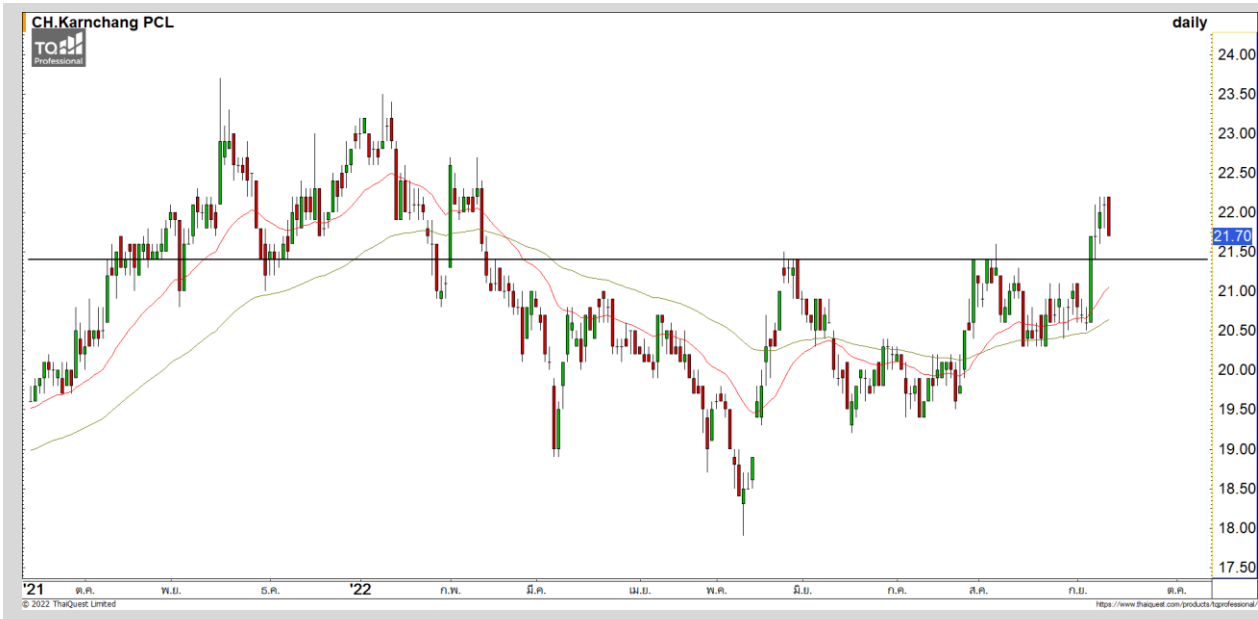 CH.Karnchang PCL
daily
TQ
Professional
24.00
23.50
23.00
22.50
22.00
21.70
21.50
21.00
20.50
20.00
19.50
19.00
18.50
18.00
17.50
'21 ต.ค. พ.ย. ธ.ค. '22 ก.พ. มี.ค. เม.ย. พ.ค. มิ.ย. ก.ค. ส.ค. ก.ย. ต.ค.
© 2022 ThaiQuest Limited
https://www.thaiquest.com/products/tqprofessional/